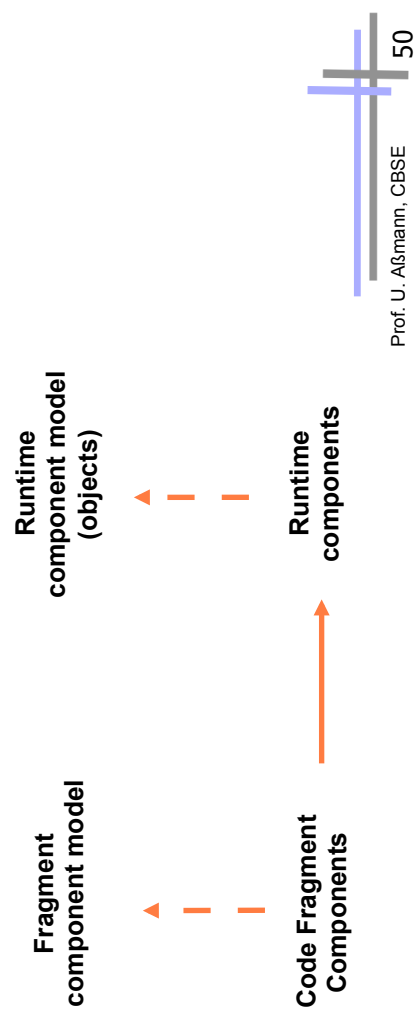 Fragment
component model
Runtime
component model
(objects)
Code Fragment
Components
Runtime
components
Prof. U. Aßmann, CBSE
50